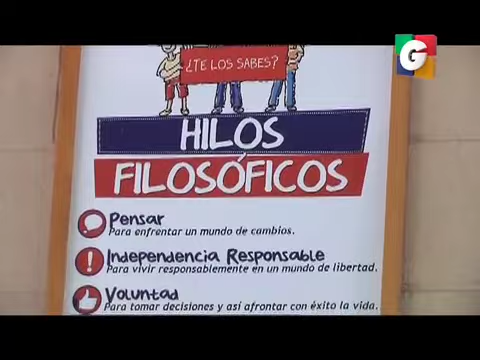 G
¿TE LOS SABES?
HILOS
FILOSÓFICOS
Pensar
Para enfrentar un mundo de cambios.
Independencia Responsable
Para vivir responsablemente en un mundo de libertad.
Voluntad
Para tomar decisiones y así afrontar con éxito la vida.